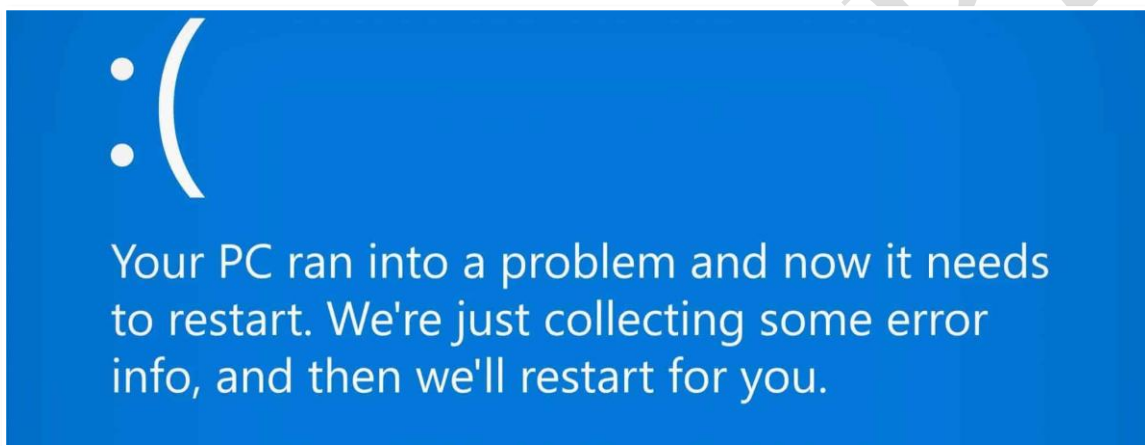 :(
Your PC ran into a problem and now it needs
to restart. We're just collecting some error
info, and then we'll restart for you.